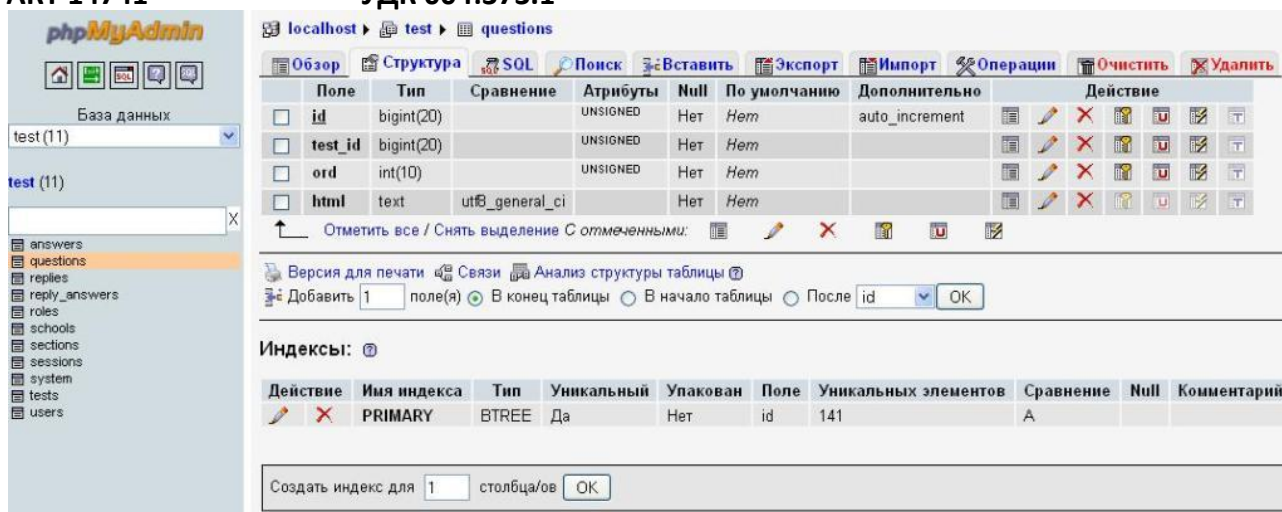 phpMyAdmin
База данных
test (11)
test (11)
X
answers
questions
replies
reply_answers
roles
schools
sections
sessions
system
tests
users
localhost ▸ test ▸ questions
Обзор Структура SQL Поиск Вставить Экспорт Импорт Операции Очистить Удалить
Поле Тип Сравнение Атрибуты Null По умолчанию Дополнительно Действие
id bigint(20) UNSIGNED Нет Нет auto_increment
test_id bigint(20) UNSIGNED Нет Нет
ord int(10) UNSIGNED Нет Нет
html text utf8_general_ci Нет Нет
Отметить все / Снять выделение С отмеченными:
Версия для печати Связи Анализ структуры таблицы
Добавить 1 поле(я) В конец таблицы В начало таблицы После id OK
Индексы:
Действие Имя индекса Тип Уникальный Упакован Поле Уникальных элементов Сравнение Null Комментарий
PRIMARY BTREE Да Нет id 141 A
Создать индекс для 1 столбца/ов OK